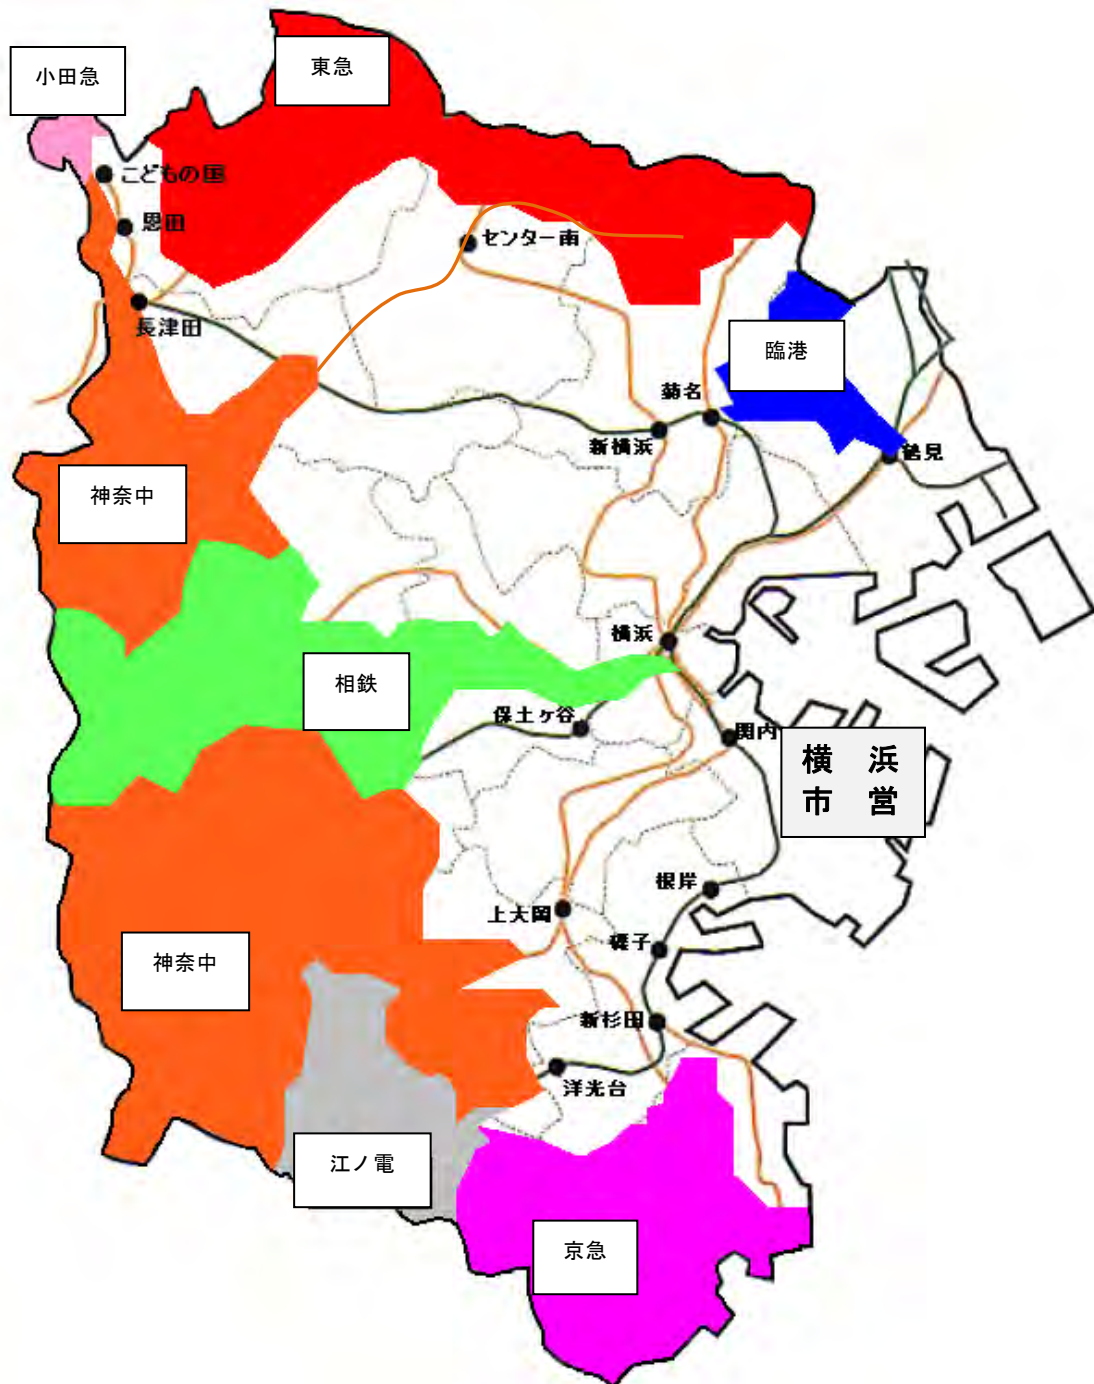 東急
小田急
こどもの国
恩田
センター南
長津田
臨港
菊名
新横浜
鶴見
神奈中
横浜
相鉄
保土ヶ谷
関内
横 浜
市 営
根岸
上大岡
磯子
神奈中
新杉田
洋光台
江ノ電
京急